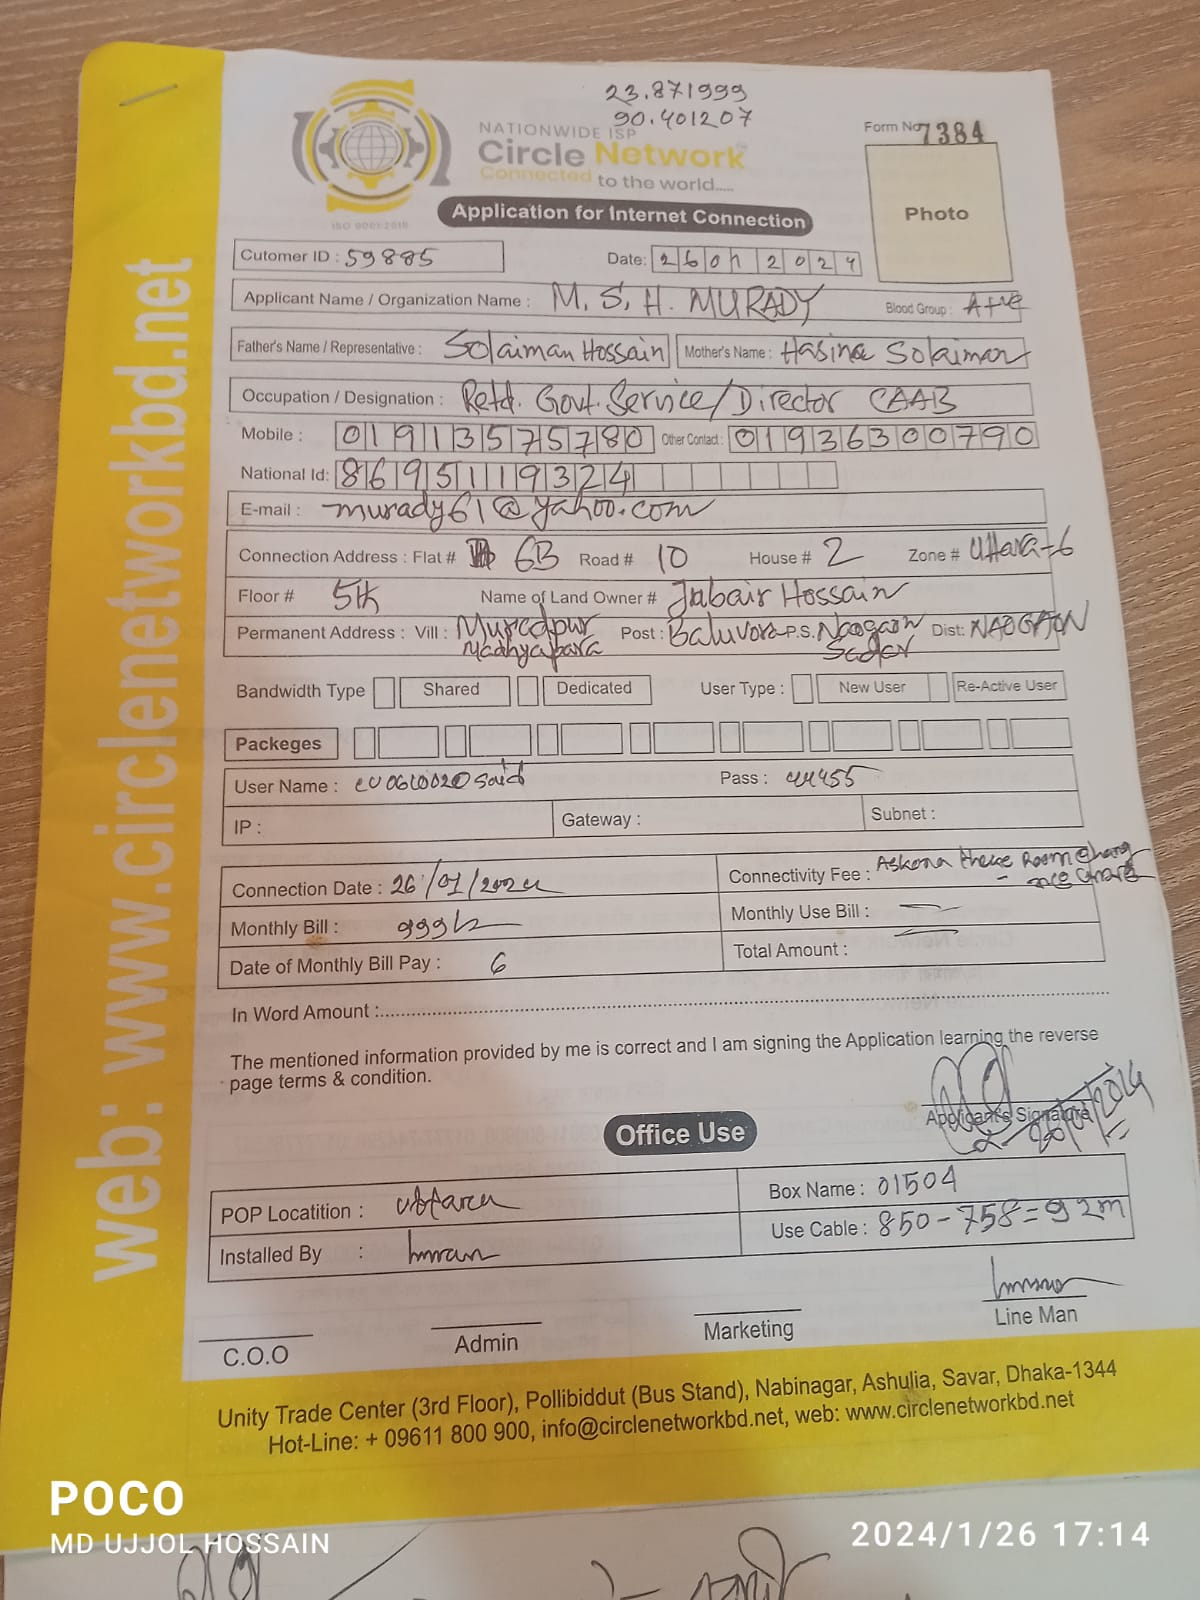 23.871999
90.401207
NATIONWIDE ISP
Circle Network
Connected to the world.....
ISO 9001:2015
Form No 7384
Photo
Application for Internet Connection
Cutomer ID : 59885
Date: 26 01 2024
Applicant Name / Organization Name : M. S. H. MURADY
Blood Group : A+ve
Father's Name / Representative : Solaiman Hossain
Mother's Name : Hasina Solaiman
Occupation / Designation : Retd. Govt. Service/Director CAAB
Mobile : 01913575780
Other Contact : 01936300790
National Id: 8695119324
E-mail : murady61@yahoo.com
Connection Address : Flat # 6B Road # 10 House # 2 Zone # Uttara-6
Floor # 5th Name of Land Owner # Jabair Hossain
Permanent Address : Vill : Muradpur Madhyapara Post : Baluvora P.S. Naogaon Sadar Dist: NAOGAON
Bandwidth Type Shared Dedicated User Type : New User Re-Active User
Packeges
User Name : Pass : 44455
IP : Gateway : Subnet :
Connection Date : 26/01/2024
Connectivity Fee : Askona theke Room
Monthly Bill : 999/=
Monthly Use Bill :
Date of Monthly Bill Pay : 6
Total Amount :
In Word Amount :
The mentioned information provided by me is correct and I am signing the Application learning the reverse
page terms & condition.
Applicant's Signature
Office Use
POP Locatition : uttara
Box Name : 01504
Installed By : Imran
Use Cable : 850-758=92m
C.O.O
Admin
Marketing
Line Man
Unity Trade Center (3rd Floor), Pollibiddut (Bus Stand), Nabinagar, Ashulia, Savar, Dhaka-1344
Hot-Line: + 09611 800 900, info@circlenetworkbd.net, web: www.circlenetworkbd.net
web: www.circlenetworkbd.net
POCO
MD UJJOL HOSSAIN
2024/1/26 17:14